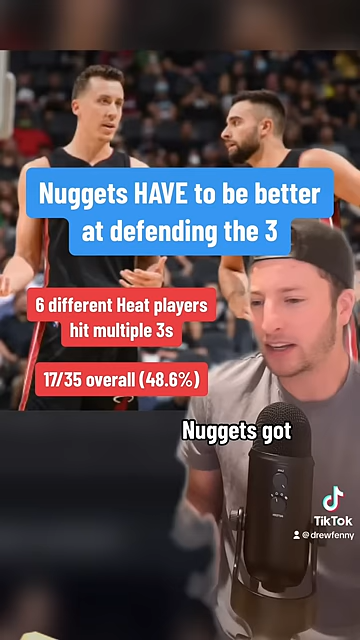 Nuggets HAVE to be better
at defending the 3
6 different Heat players
hit multiple 3s
17/35 overall (48.6%)
Nuggets got
TikTok
@drewfenny